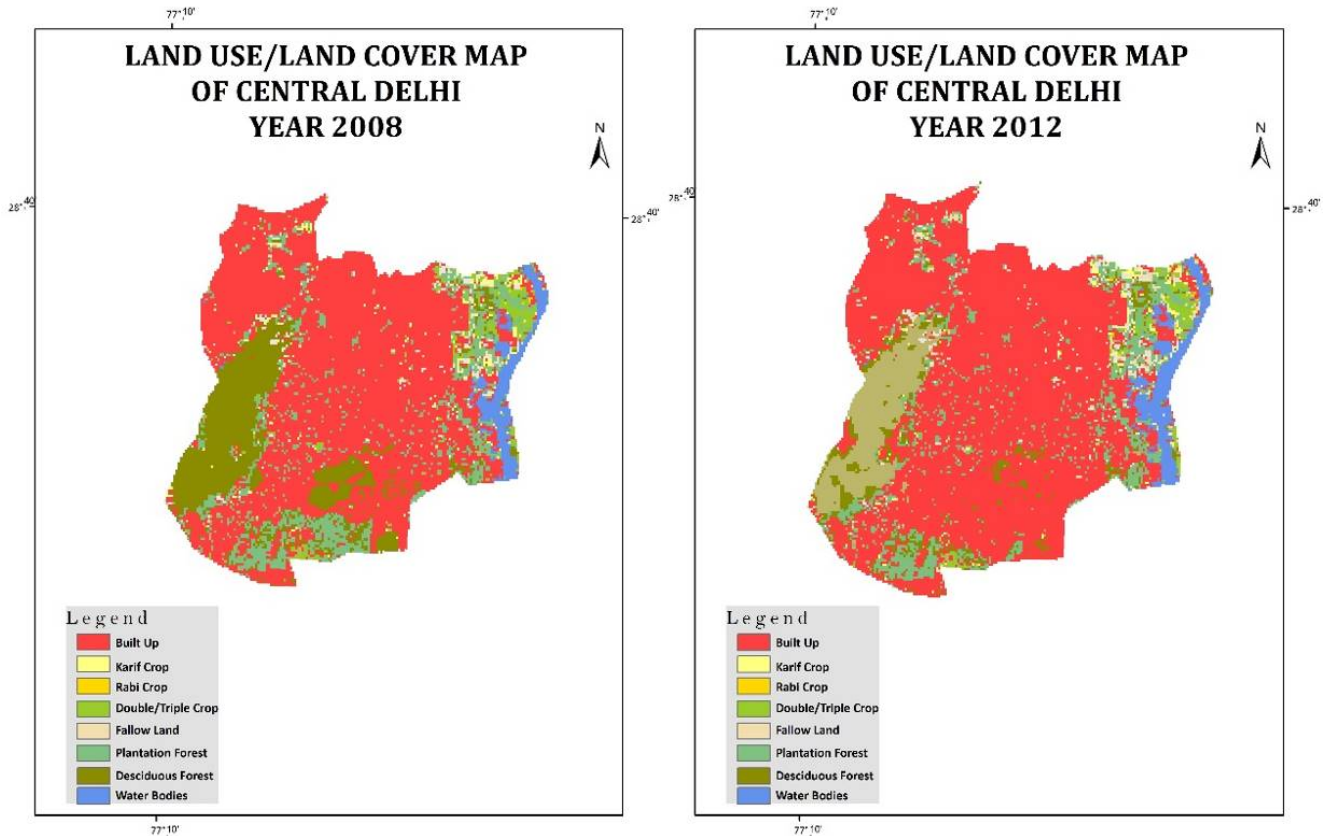 77°10'
LAND USE/LAND COVER MAP
OF CENTRAL DELHI
YEAR 2008
N
28°40'
28°40'
Legend
Built Up
Karif Crop
Rabi Crop
Double/Triple Crop
Fallow Land
Plantation Forest
Desciduous Forest
Water Bodies
77°10'
77°10'
LAND USE/LAND COVER MAP
OF CENTRAL DELHI
YEAR 2012
N
28°40'
28°40'
Legend
Built Up
Karif Crop
Rabi Crop
Double/Triple Crop
Fallow Land
Plantation Forest
Desciduous Forest
Water Bodies
77°10'